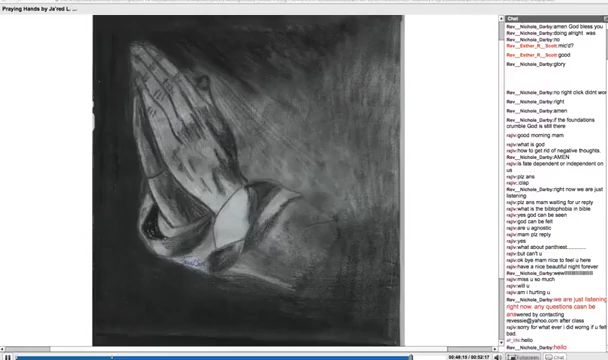 Praying Hands by Ja'red L. ...
Chat
Rev__Nichole_Darby:amen God bless you
Rev__Nichole_Darby:doing alright was
Rev__Nichole_Darby:no
Rev__Esther_R__Scott:mic'd?
Rev__Esther_R__Scott:good
Rev__Nichole_Darby:glory
Rev__Nichole_Darby:no right click didnt wor
Rev__Nichole_Darby:right
Rev__Nichole_Darby:amen
Rev__Nichole_Darby:if the foundations
crumble God is still there
rajiv:good morning mam
rajiv:what is god
rajiv:how to get rid of negative thoughts.
Rev__Nichole_Darby:AMEN
rajiv:is fate dependent or independent on
us
rajiv:plz ans
rajiv::clap
Rev__Nichole_Darby:right now we are just
listening
rajiv:plz ans mam waiting for ur reply
rajiv:what is the bibliophobia in bible
rajiv:yes god can be seen
rajiv:god can be felt
rajiv:are u agnostic
rajiv:mam plz reply
rajiv:yes
rajiv:what about panthiest..............
rajiv:but can't u
rajiv:ok bye mam nice to feel u here
rajiv:have a nice beautiful night forever
rajiv:miss u so much
rajiv:will u
rajiv:am i hurting u
Rev__Nichole_Darby:we are just listening
right now. any questions casn be
answered by contacting
revessie@yahoo.com after class
rajiv:sorry for what ever i did worng if u fell
bad.
hello
Rev__Nichole_Darby:hello
00:48:15 / 00:52:17
Fullscreen
Chat